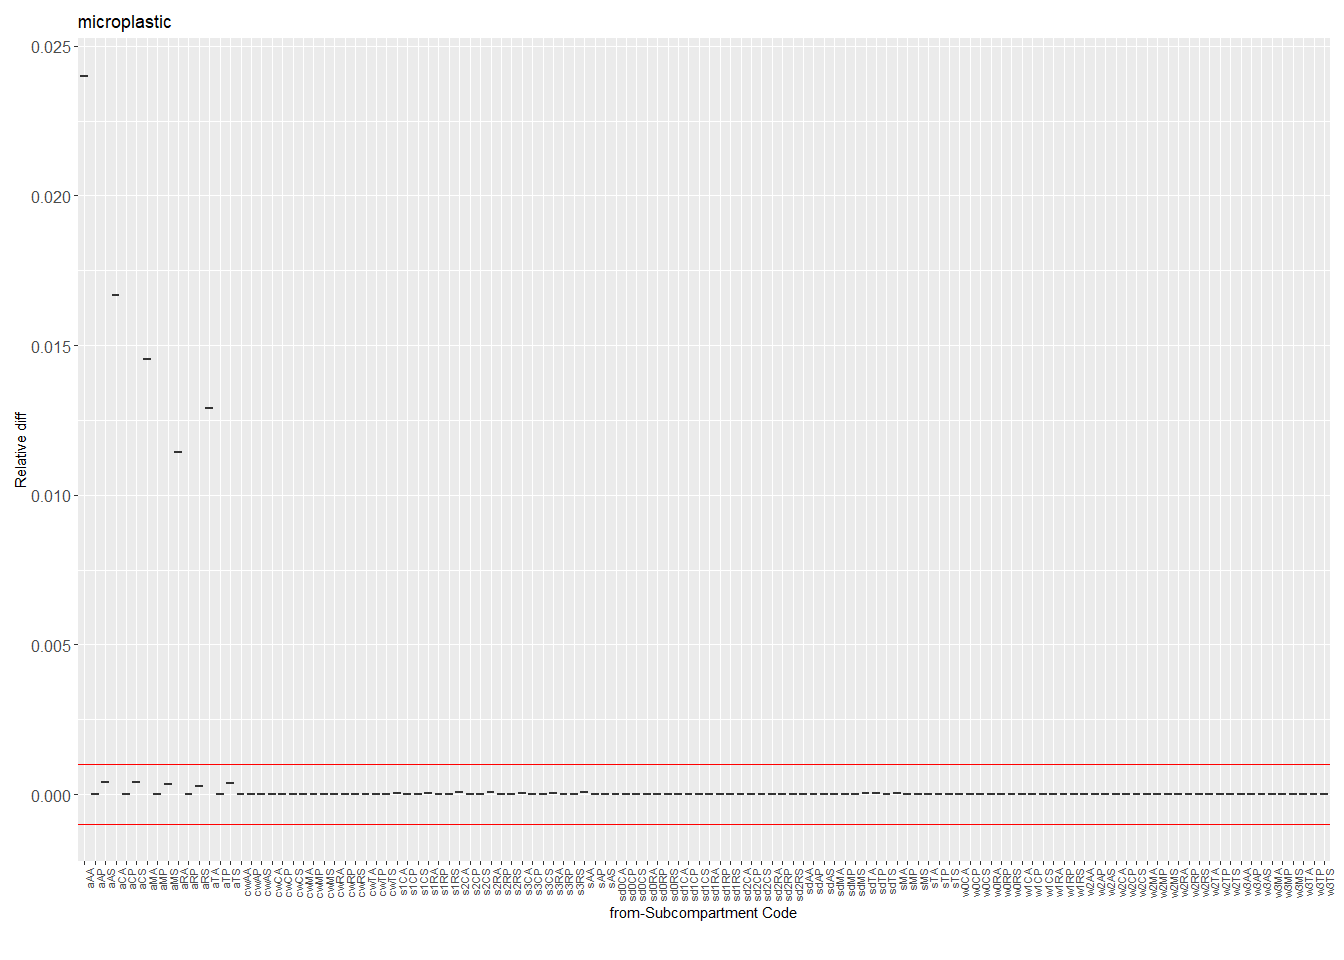 microplastic
0.025
0.020
0.015
0.010
0.005
0.000
Relative diff
aAA
aAP
aAS
aCA
aCP
aCS
aMA
aMP
aMS
aRA
aRP
aRS
aTA
aTP
aTS
cwAA
cwAP
cwAS
cwCA
cwCP
cwCS
cwMA
cwMP
cwMS
cwRA
cwRP
cwRS
cwTA
cwTP
cwTS
s1CA
s1CP
s1CS
s1RA
s1RP
s1RS
s2CA
s2CP
s2CS
s2RA
s2RP
s2RS
s3CA
s3CP
s3CS
s3RA
s3RP
s3RS
sAA
sAP
sAS
sd0CA
sd0CP
sd0CS
sd0RA
sd0RP
sd0RS
sd1CA
sd1CP
sd1CS
sd1RA
sd1RP
sd1RS
sd2CA
sd2CP
sd2CS
sd2RA
sd2RP
sd2RS
sdAA
sdAP
sdAS
sdMA
sdMP
sdMS
sdTA
sdTP
sdTS
sMA
sMP
sMS
sTA
sTP
sTS
w0CA
w0CP
w0CS
w0RA
w0RP
w0RS
w1CA
w1CP
w1CS
w1RA
w1RP
w1RS
w2AA
w2AP
w2AS
w2CA
w2CP
w2CS
w2MA
w2MP
w2MS
w2RA
w2RP
w2RS
w2TA
w2TP
w2TS
w3AA
w3AP
w3AS
w3MA
w3MP
w3MS
w3TA
w3TP
w3TS
from-Subcompartment Code